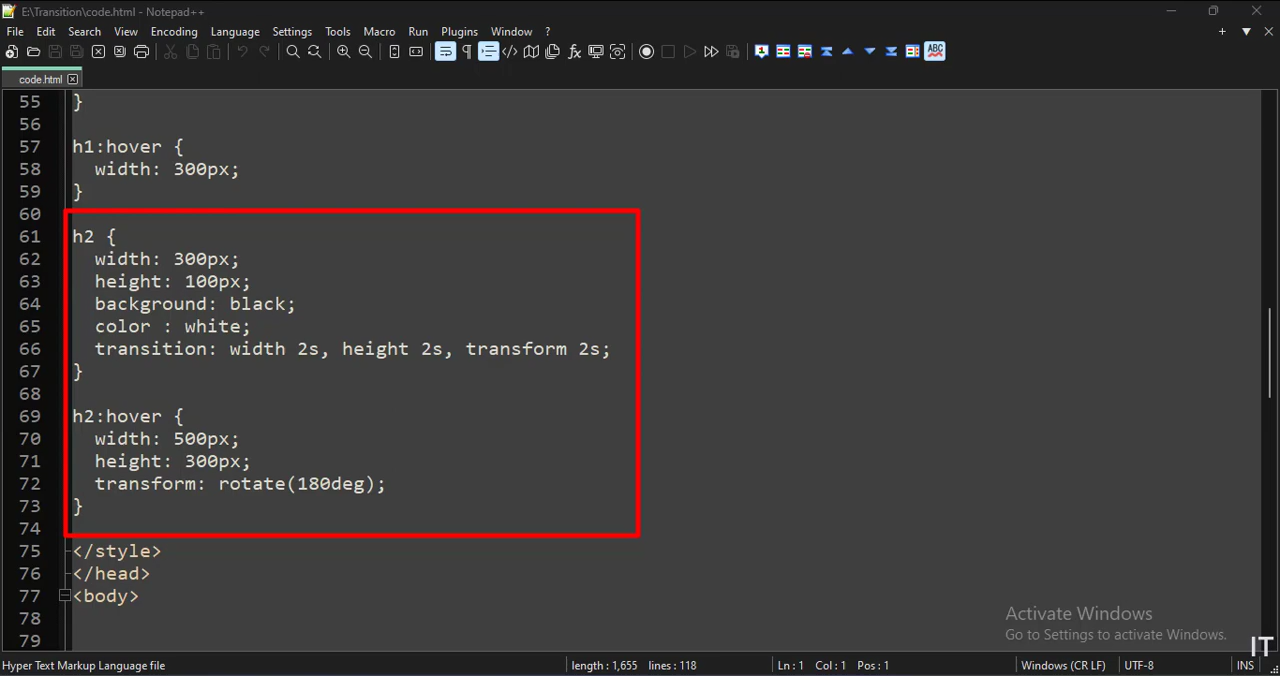 E:\Transition\code.html - Notepad++
File Edit Search View Encoding Language Settings Tools Macro Run Plugins Window ?
ABC
code.html
55 }
56
57 h1:hover {
58 width: 300px;
59 }
60
61 h2 {
62 width: 300px;
63 height: 100px;
64 background: black;
65 color : white;
66 transition: width 2s, height 2s, transform 2s;
67 }
68
69 h2:hover {
70 width: 500px;
71 height: 300px;
72 transform: rotate(180deg);
73 }
74
75 </style>
76 </head>
77 <body>
78
79
Activate Windows
Go to Settings to activate Windows.
IT
Hyper Text Markup Language file length : 1,655 lines : 118 Ln : 1 Col : 1 Pos : 1 Windows (CR LF) UTF-8 INS